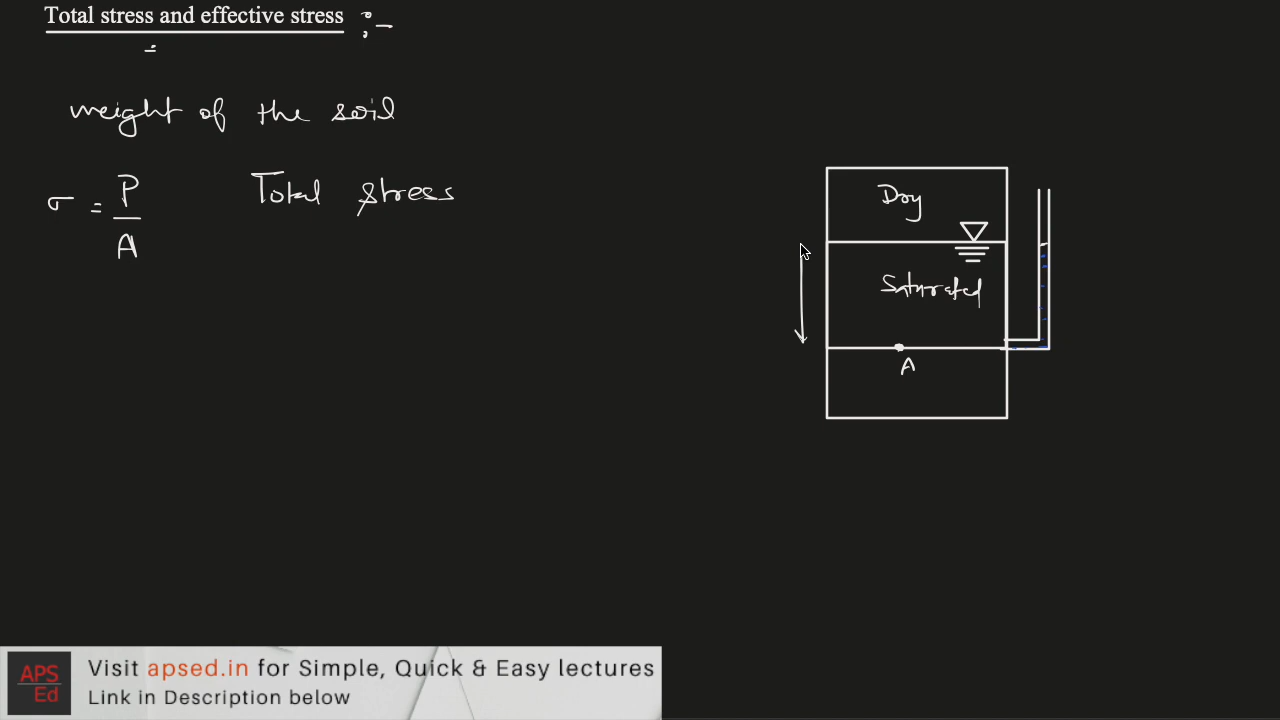 Total stress and effective stress :-
weight of the soil
σ = P/A Total stress
Dry
Saturated
A
APS
Ed
Visit apsed.in for Simple, Quick & Easy lectures
Link in Description below